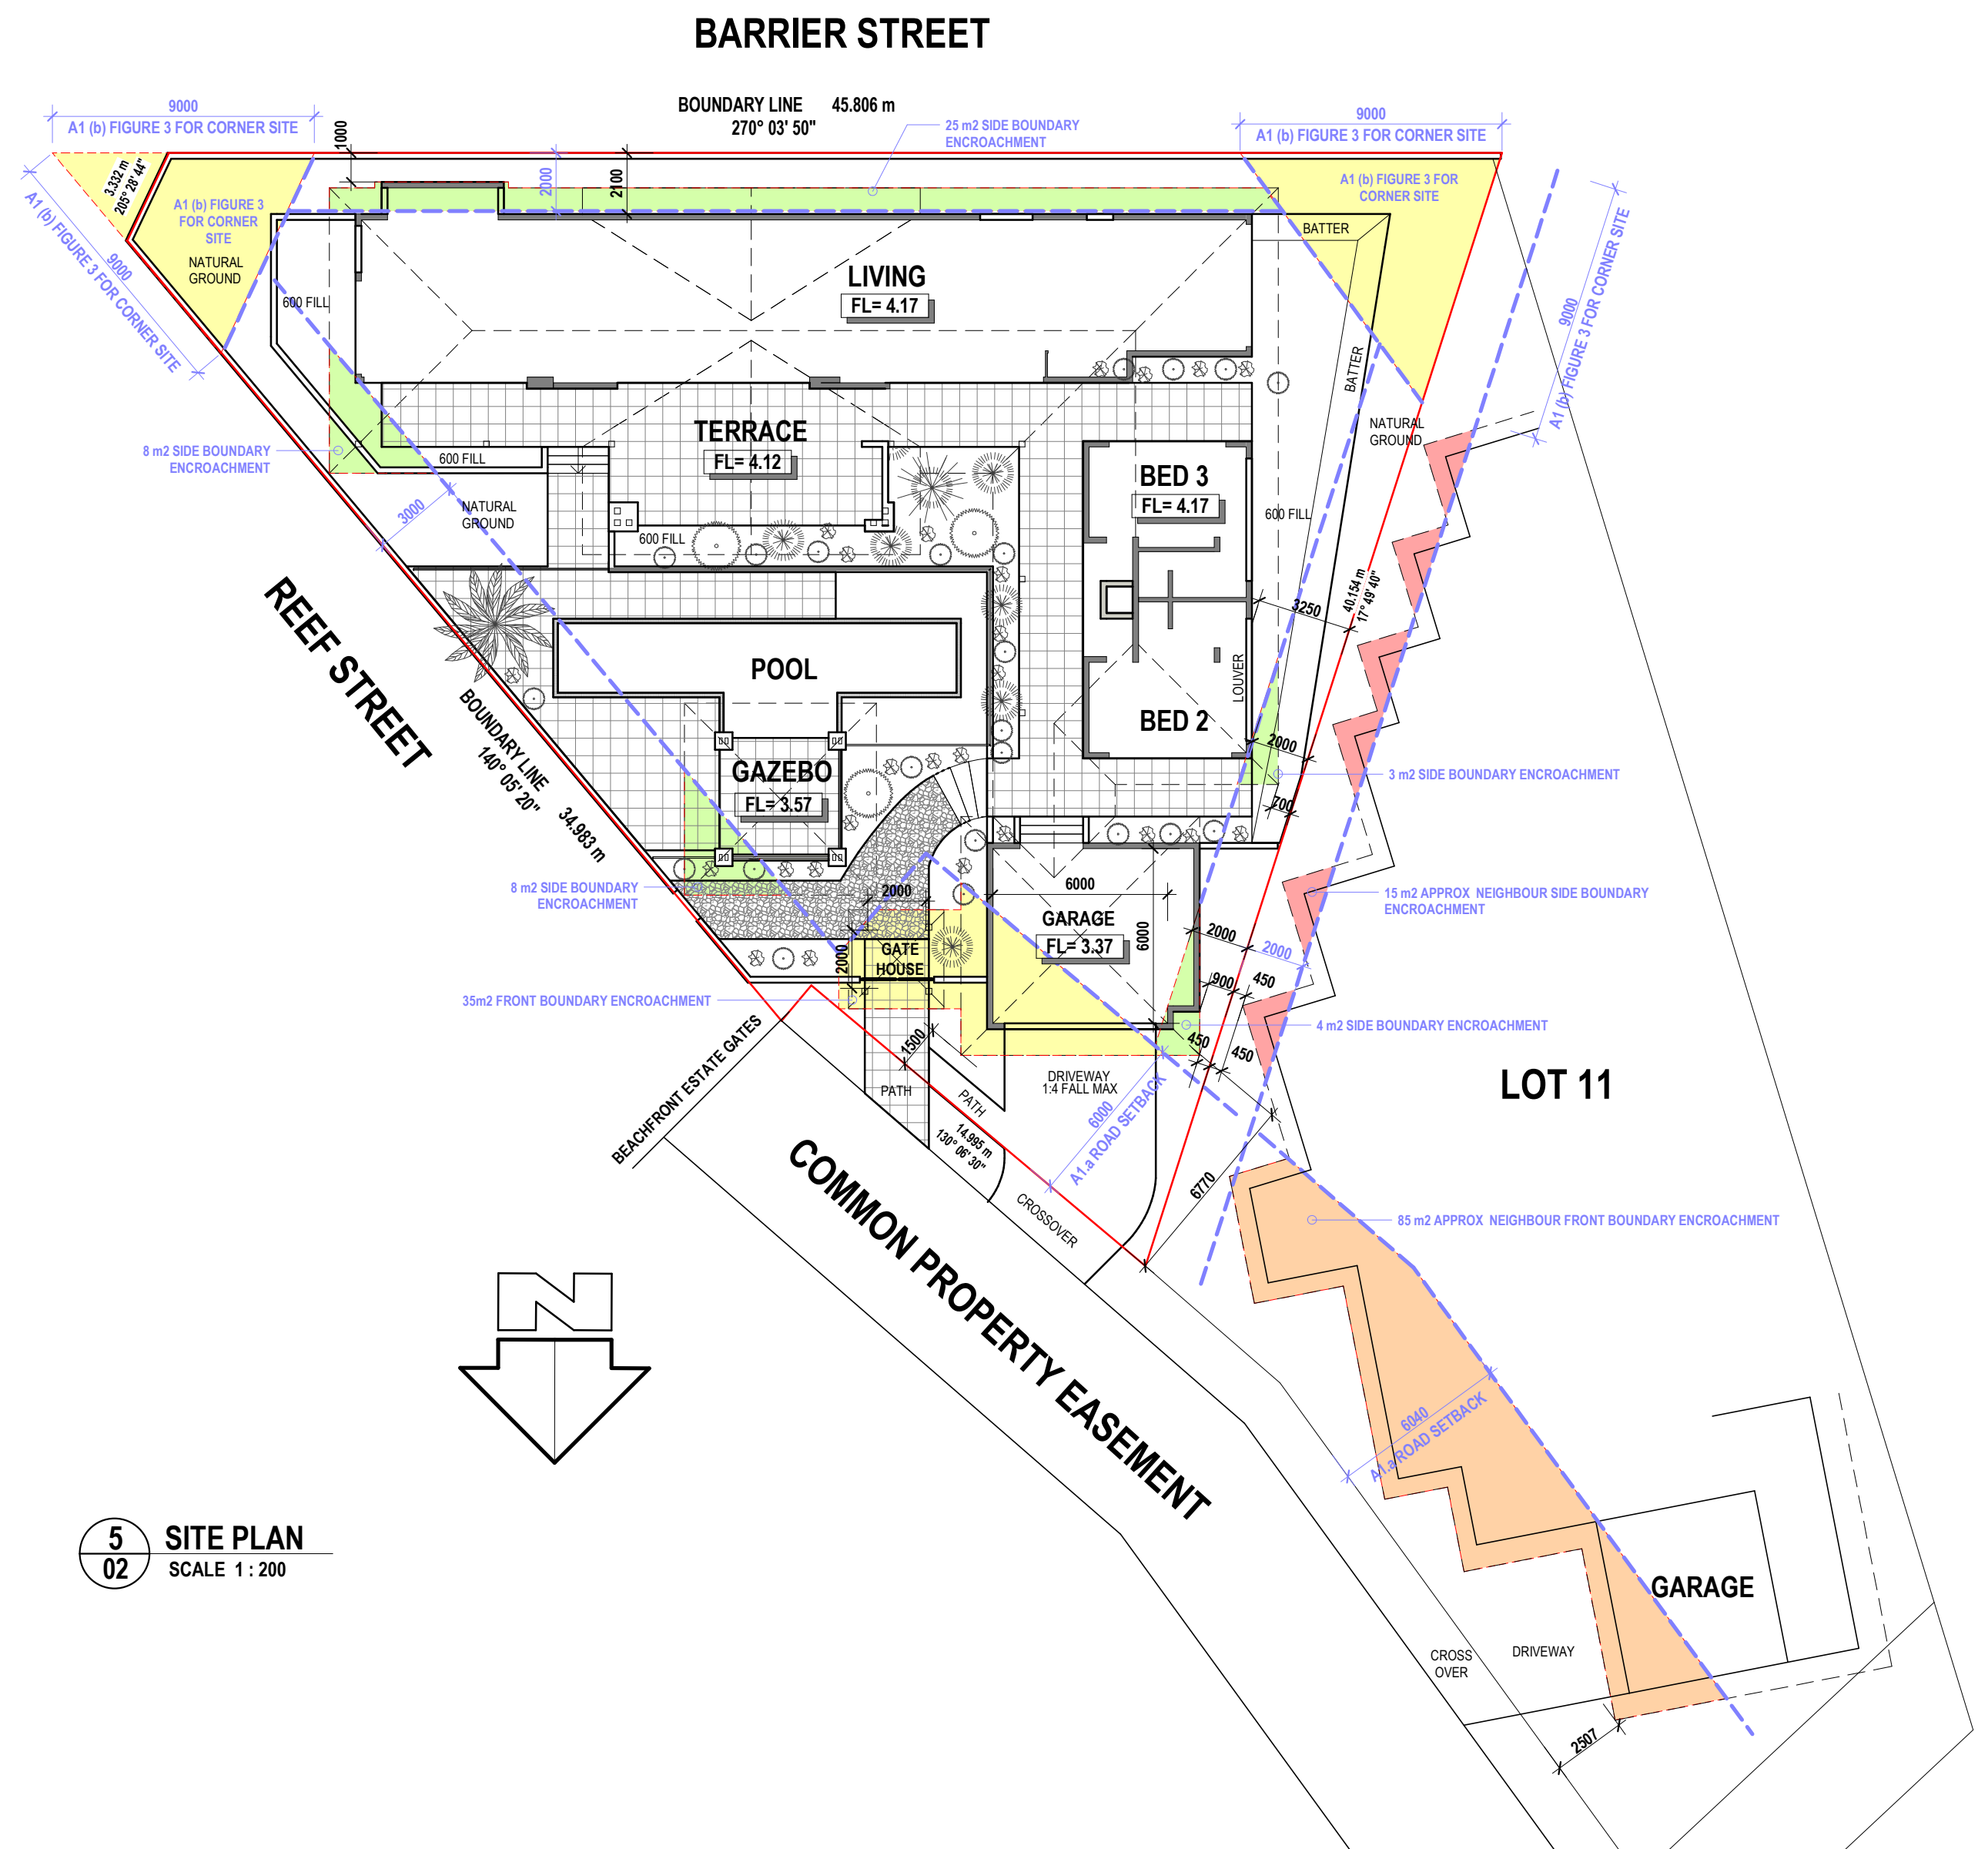 BARRIER STREET
BOUNDARY LINE 45.806 m
270° 03' 50"
9000
A1 (b) FIGURE 3 FOR CORNER SITE
1000
25 m2 SIDE BOUNDARY
ENCROACHMENT
9000
A1 (b) FIGURE 3 FOR CORNER SITE
3.332 m
205° 28' 44"
2000
2100
A1 (b) FIGURE 3
FOR CORNER
SITE
A1 (b) FIGURE 3 FOR
CORNER SITE
9000
A1 (b) FIGURE 3 FOR CORNER SITE
NATURAL
GROUND
600 FILL
BATTER
LIVING
FL= 4.17
9000
A1 (b) FIGURE 3 FOR CORNER SITE
BATTER
NATURAL
GROUND
TERRACE
FL= 4.12
8 m2 SIDE BOUNDARY
ENCROACHMENT
600 FILL
BED 3
FL= 4.17
3000
NATURAL
GROUND
600 FILL
600 FILL
40.154 m
17° 49' 40"
3250
REEF STREET
POOL
LOUVER
BED 2
BOUNDARY LINE 34.983 m
140° 05' 20"
2000
3 m2 SIDE BOUNDARY ENCROACHMENT
GAZEBO
FL= 3.57
700
8 m2 SIDE BOUNDARY
ENCROACHMENT
2000
6000
15 m2 APPROX NEIGHBOUR SIDE BOUNDARY
ENCROACHMENT
GARAGE
FL= 3.37
6000
2000
2000
GATE
HOUSE
2000
900
450
35m2 FRONT BOUNDARY ENCROACHMENT
4 m2 SIDE BOUNDARY ENCROACHMENT
1500
450
450
BEACHFRONT ESTATE GATES
PATH
PATH
DRIVEWAY
1:4 FALL MAX
LOT 11
14.995 m
130° 06' 30"
6000
A1.a ROAD SETBACK
6770
CROSSOVER
85 m2 APPROX NEIGHBOUR FRONT BOUNDARY ENCROACHMENT
COMMON PROPERTY EASEMENT
N
6040
A1.a ROAD SETBACK
5
02
SITE PLAN
SCALE 1 : 200
GARAGE
CROSS
OVER
DRIVEWAY
2507